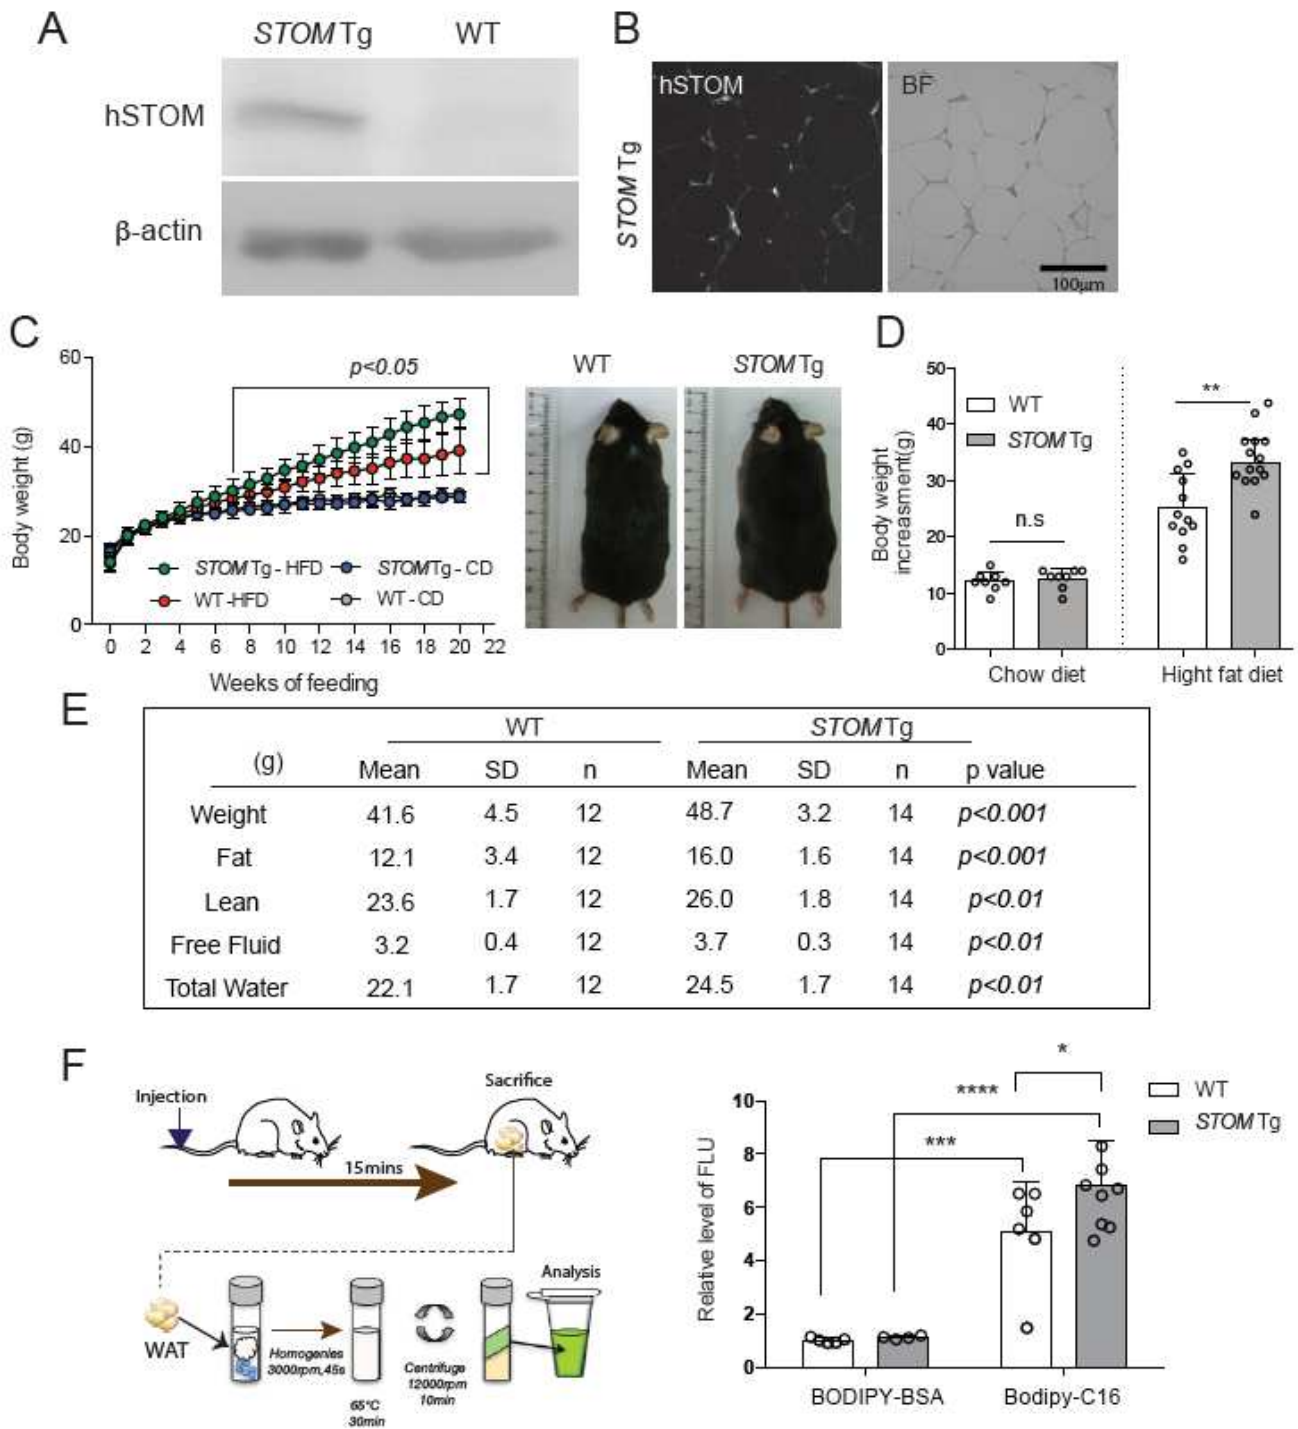 A
STOM Tg WT
hSTOM
β-actin
B
hSTOM
BF
STOM Tg
100μm
C
60
40
20
0
Body weight (g)
p<0.05
STOM Tg - HFD
STOM Tg - CD
WT -HFD
WT - CD
0 2 4 6 8 10 12 14 16 18 20 22
Weeks of feeding
WT
STOM Tg
D
50
40
30
20
10
0
Body weight
increasment(g)
WT
STOM Tg
n.s
**
Chow diet
Hight fat diet
E
WT STOM Tg
(g) Mean SD n Mean SD n p value
Weight 41.6 4.5 12 48.7 3.2 14 p<0.001
Fat 12.1 3.4 12 16.0 1.6 14 p<0.001
Lean 23.6 1.7 12 26.0 1.8 14 p<0.01
Free Fluid 3.2 0.4 12 3.7 0.3 14 p<0.01
Total Water 22.1 1.7 12 24.5 1.7 14 p<0.01
F
Injection
Sacrifice
15mins
WAT
Homogenies
3000rpm,45s
65°C
30min
Centrifuge
12000rpm
10min
Analysis
10
8
6
4
2
0
Relative level of FLU
***
****
*
WT
STOM Tg
BODIPY-BSA
Bodipy-C16